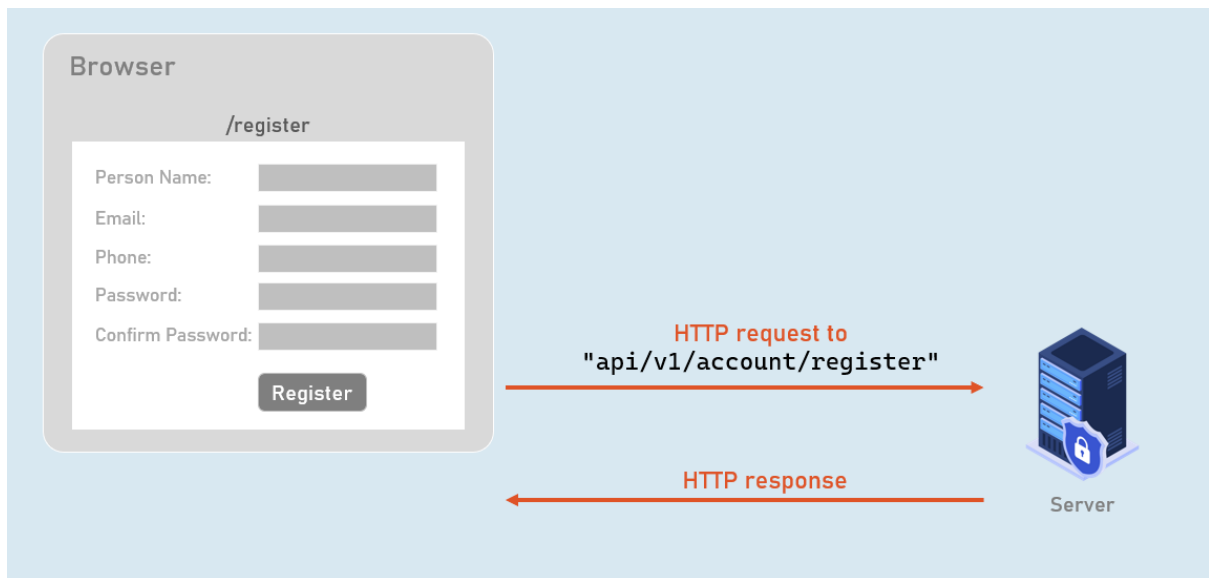 Browser
/register
Person Name:
Email:
Phone:
Password:
Confirm Password:
Register
HTTP request to
"api/v1/account/register"
HTTP response
Server